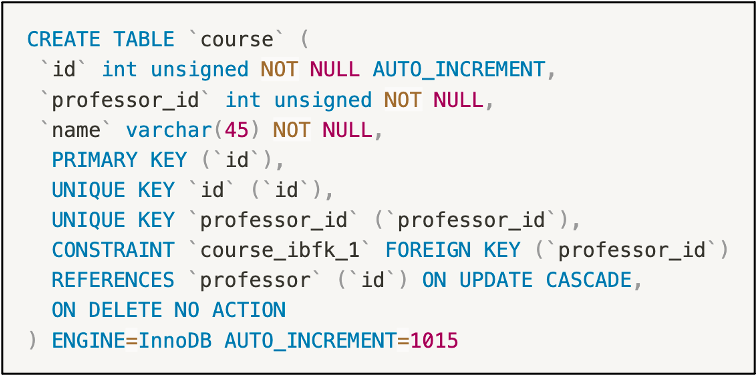 CREATE TABLE `course` (
`id` int unsigned NOT NULL AUTO_INCREMENT,
`professor_id` int unsigned NOT NULL,
`name` varchar(45) NOT NULL,
PRIMARY KEY (`id`),
UNIQUE KEY `id` (`id`),
UNIQUE KEY `professor_id` (`professor_id`),
CONSTRAINT `course_ibfk_1` FOREIGN KEY (`professor_id`)
REFERENCES `professor` (`id`) ON UPDATE CASCADE,
ON DELETE NO ACTION
) ENGINE=InnoDB AUTO_INCREMENT=1015